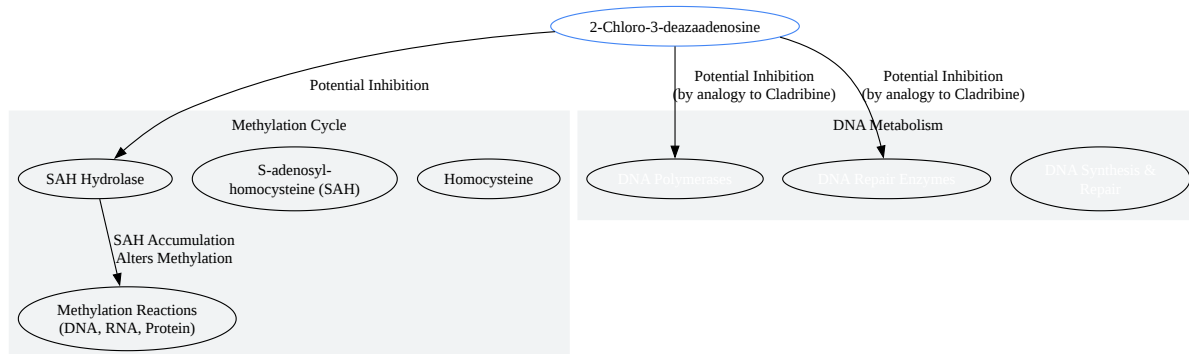 2-Chloro-3-deazaadenosine
Potential Inhibition
Potential Inhibition
(by analogy to Cladribine)
Potential Inhibition
(by analogy to Cladribine)
Methylation Cycle
DNA Metabolism
SAH Hydrolase
S-adenosyl-
homocysteine (SAH)
Homocysteine
DNA Polymerases
DNA Repair Enzymes
DNA Synthesis &
Repair
SAH Accumulation
Alters Methylation
Methylation Reactions
(DNA, RNA, Protein)